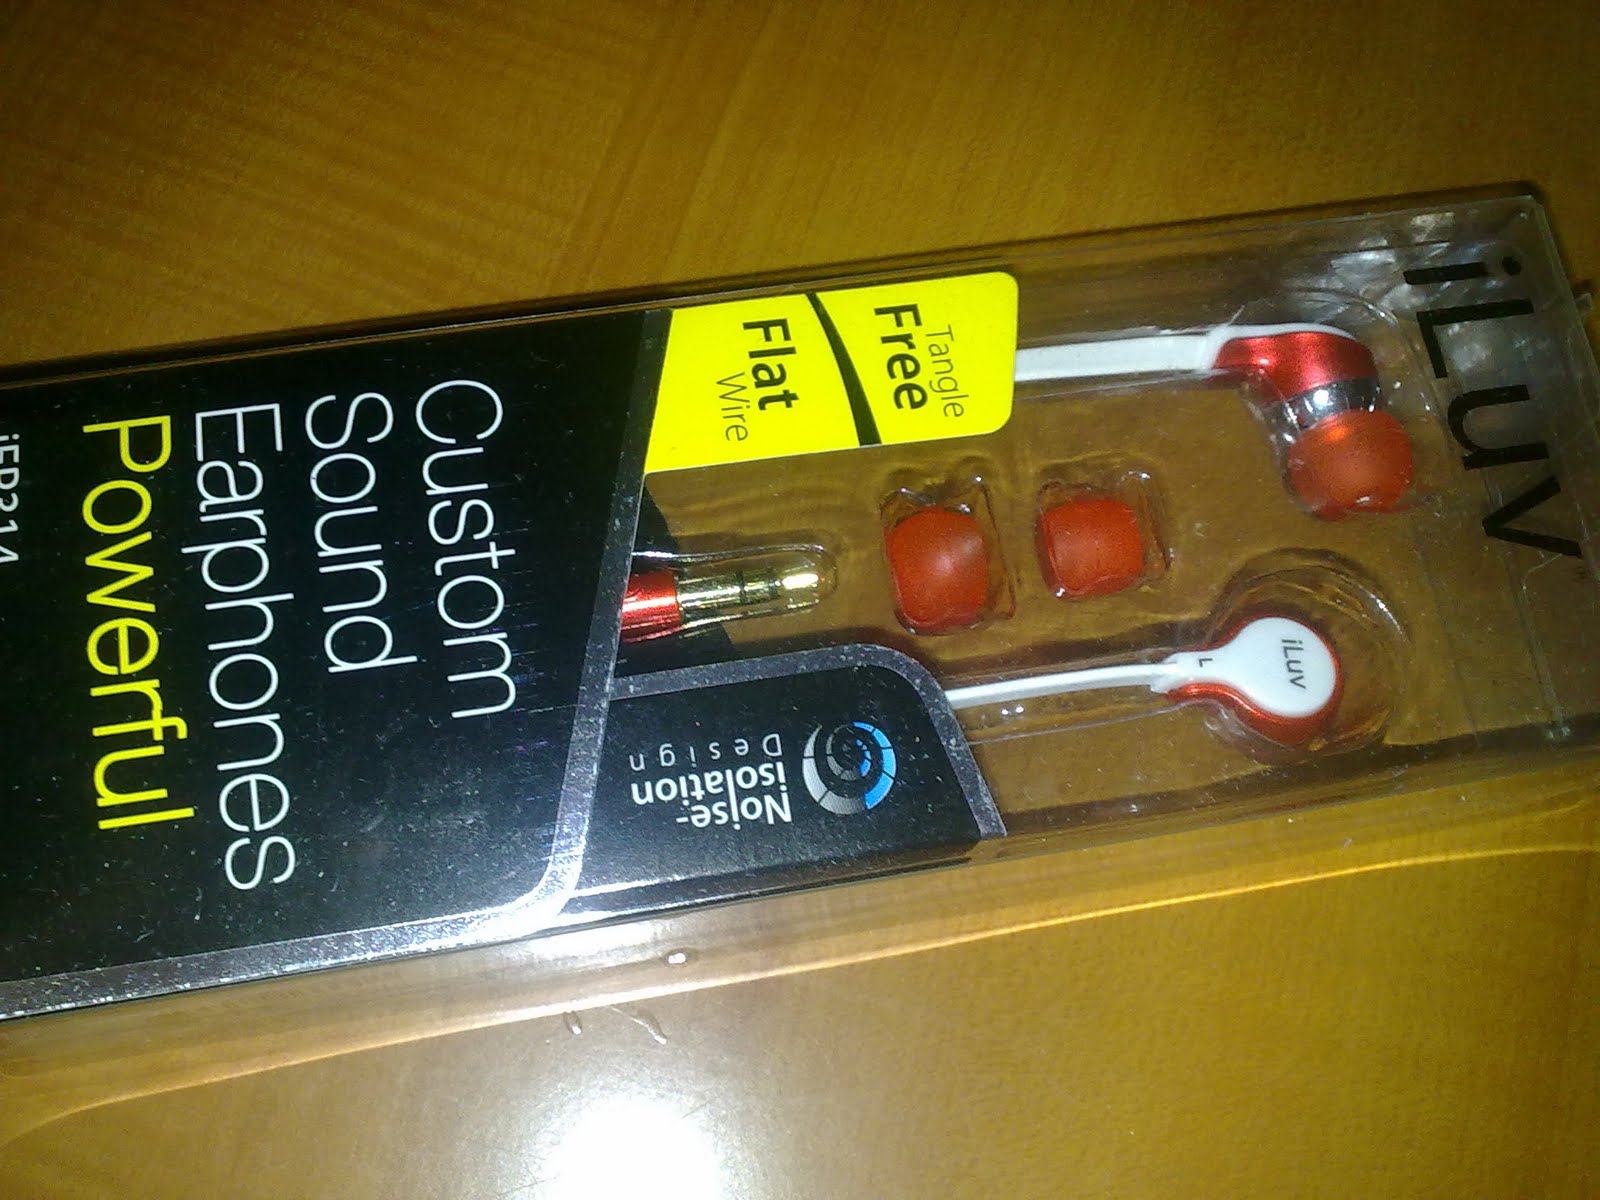 iLuv
Tangle
Free
Flat
Wire
iLuv
L
Custom
Sound
Earphones
Powerful
Noise-
isolation
Design